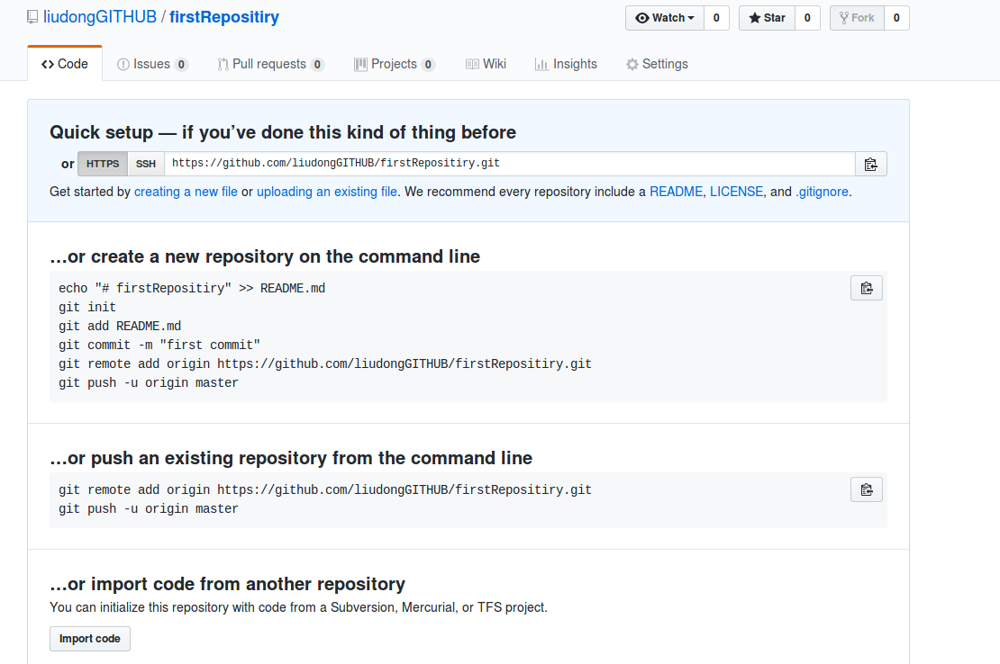 liudongGITHUB / firstRepositiry
Watch 0 Star 0 Fork 0
Code Issues 0 Pull requests 0 Projects 0 Wiki Insights Settings
Quick setup — if you’ve done this kind of thing before
or HTTPS SSH https://github.com/liudongGITHUB/firstRepositiry.git
Get started by creating a new file or uploading an existing file. We recommend every repository include a README, LICENSE, and .gitignore.
…or create a new repository on the command line
echo "# firstRepositiry" >> README.md
git init
git add README.md
git commit -m "first commit"
git remote add origin https://github.com/liudongGITHUB/firstRepositiry.git
git push -u origin master
…or push an existing repository from the command line
git remote add origin https://github.com/liudongGITHUB/firstRepositiry.git
git push -u origin master
…or import code from another repository
You can initialize this repository with code from a Subversion, Mercurial, or TFS project.
Import code